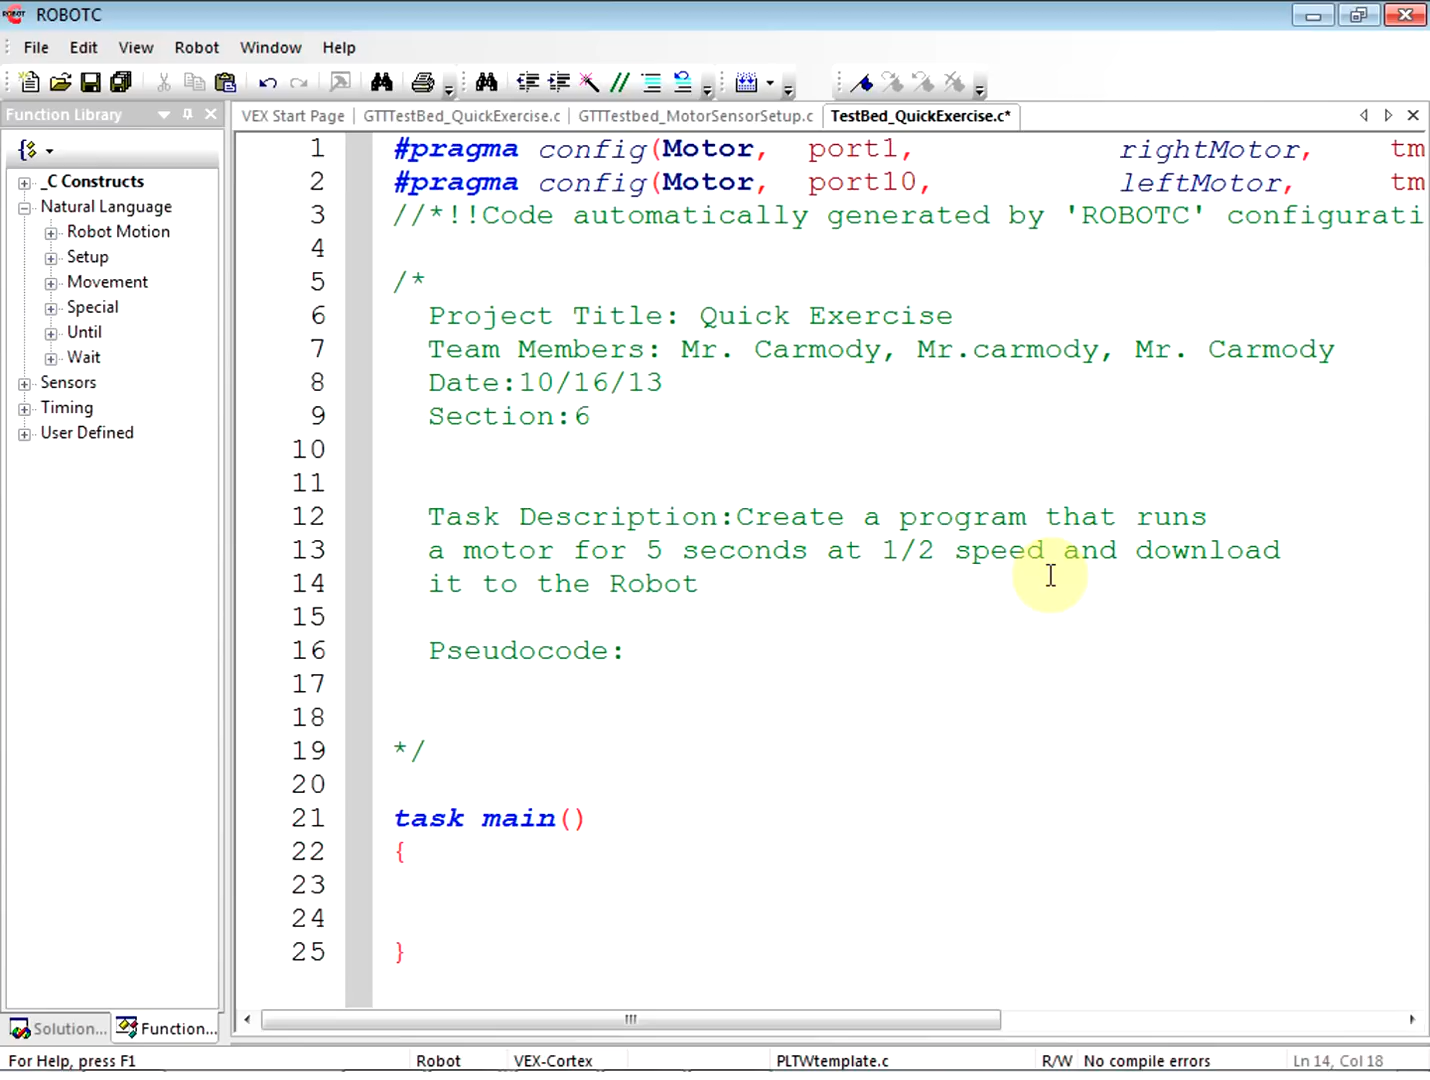 ROBOTC
File Edit View Robot Window Help
Function Library
VEX Start Page GTTTestBed_QuickExercise.c GTTTestbed_MotorSensorSetup.c TestBed_QuickExercise.c*
_C Constructs
Natural Language
Robot Motion
Setup
Movement
Special
Until
Wait
Sensors
Timing
User Defined
1 #pragma config(Motor, port1, rightMotor, tm
2 #pragma config(Motor, port10, leftMotor, tm
3 //*!!Code automatically generated by 'ROBOTC' configurati
4
5 /*
6 Project Title: Quick Exercise
7 Team Members: Mr. Carmody, Mr.carmody, Mr. Carmody
8 Date:10/16/13
9 Section:6
10
11
12 Task Description:Create a program that runs
13 a motor for 5 seconds at 1/2 speed and download
14 it to the Robot
15
16 Pseudocode:
17
18
19 */
20
21 task main()
22 {
23
24
25 }
Solution... Function...
For Help, press F1 Robot VEX-Cortex PLTWtemplate.c R/W No compile errors Ln 14, Col 18